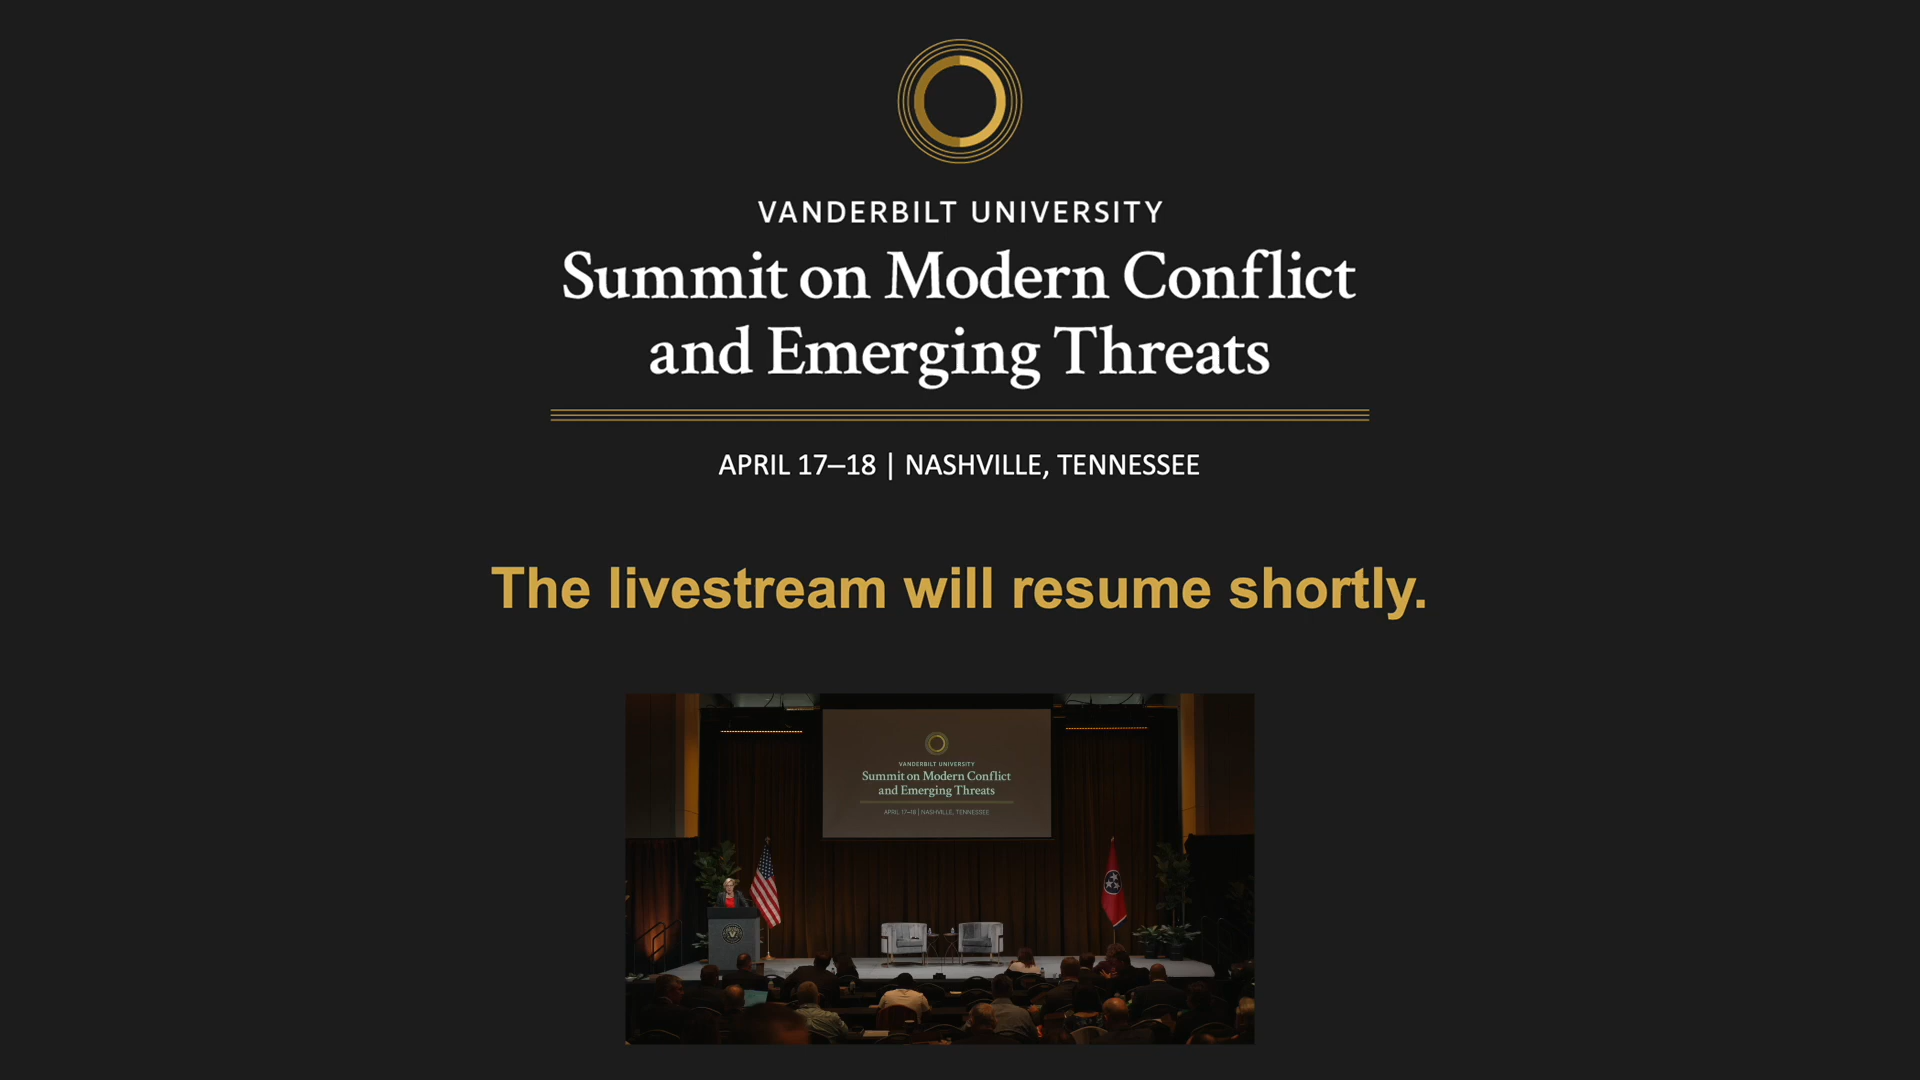 VANDERBILT UNIVERSITY
Summit on Modern Conflict
and Emerging Threats
APRIL 17–18 | NASHVILLE, TENNESSEE
The livestream will resume shortly.
VANDERBILT UNIVERSITY
Summit on Modern Conflict
and Emerging Threats
APRIL 17–18 | NASHVILLE, TENNESSEE